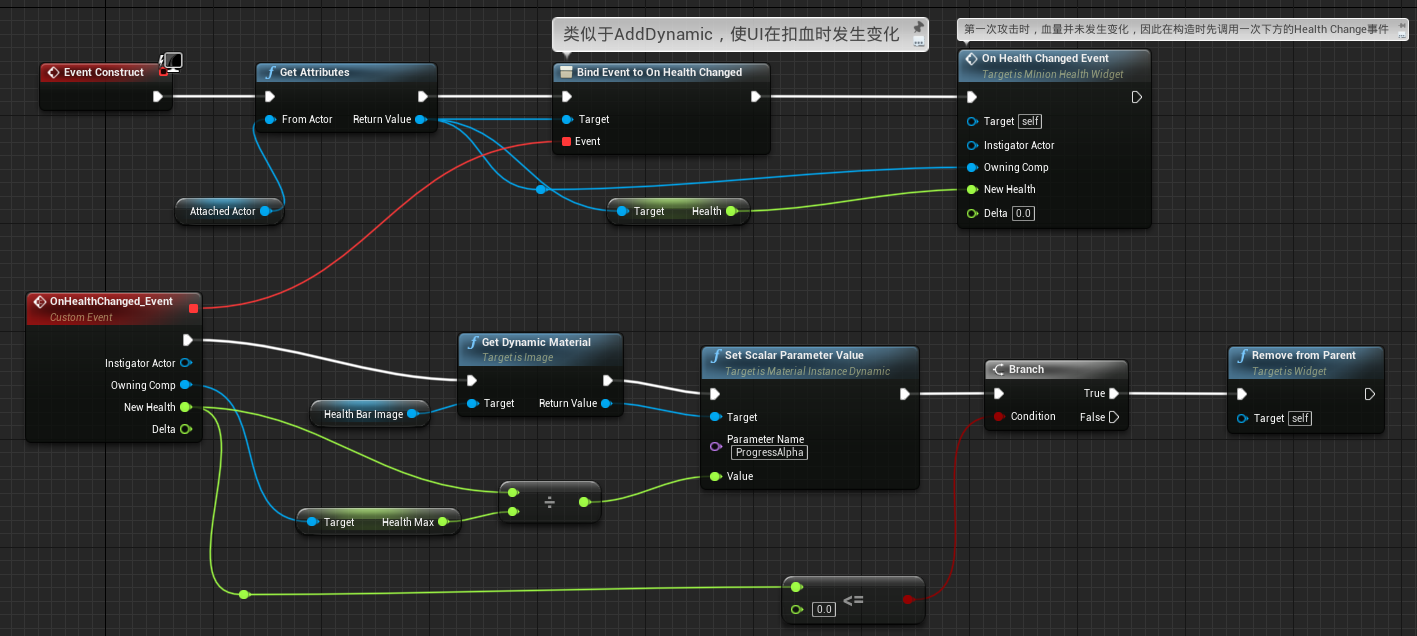 类似于AddDynamic，使UI在扣血时发生变化
第一次攻击时，血量并未发生变化，因此在构造时先调用一次下方的Health Change事件
Event Construct
Get Attributes
From Actor
Return Value
Attached Actor
Bind Event to On Health Changed
Target
Event
Target
Health
On Health Changed Event
Target is MInion Health Widget
Target self
Instigator Actor
Owning Comp
New Health
Delta 0.0
OnHealthChanged_Event
Custom Event
Instigator Actor
Owning Comp
New Health
Delta
Health Bar Image
Get Dynamic Material
Target is Image
Target
Return Value
Target
Health Max
÷
Set Scalar Parameter Value
Target is Material Instance Dynamic
Target
Parameter Name
ProgressAlpha
Value
0.0
<=
Branch
True
Condition
False
Remove from Parent
Target is Widget
Target self